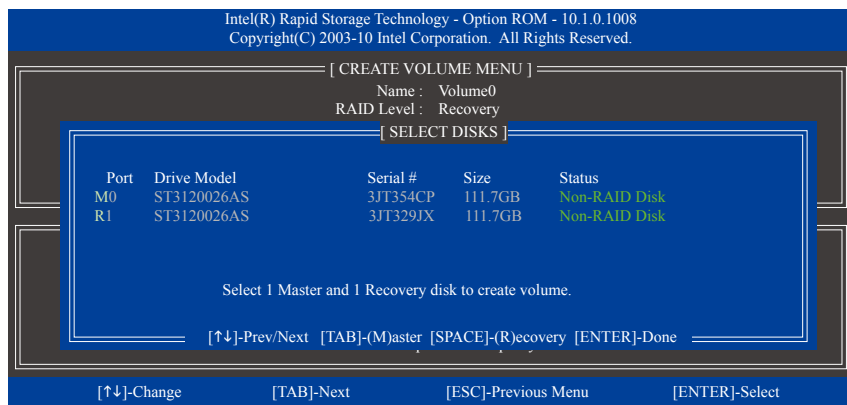 Intel(R) Rapid Storage Technology - Option ROM - 10.1.0.1008
Copyright(C) 2003-10 Intel Corporation. All Rights Reserved.
[ CREATE VOLUME MENU ]
Name : Volume0
RAID Level : Recovery
[ SELECT DISKS ]
Port Drive Model Serial # Size Status
M0 ST3120026AS 3JT354CP 111.7GB Non-RAID Disk
R1 ST3120026AS 3JT329JX 111.7GB Non-RAID Disk
Select 1 Master and 1 Recovery disk to create volume.
[↑↓]-Prev/Next [TAB]-(M)aster [SPACE]-(R)ecovery [ENTER]-Done
[↑↓]-Change [TAB]-Next [ESC]-Previous Menu [ENTER]-Select